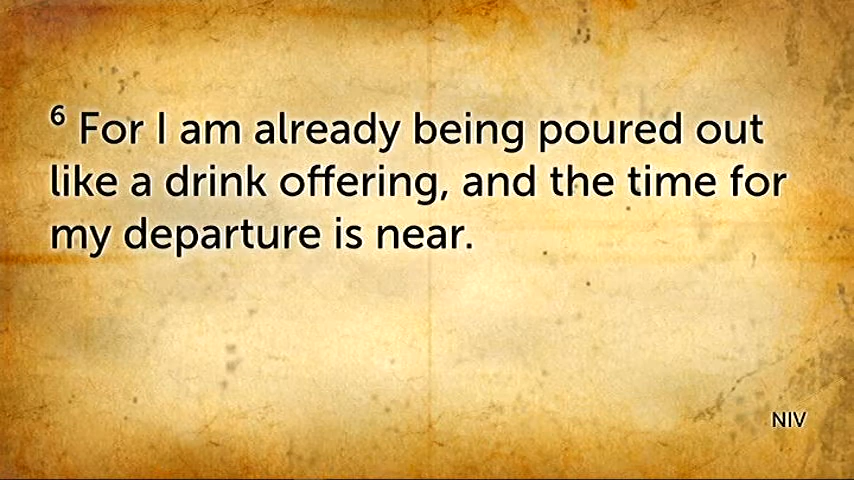 6 For I am already being poured out
like a drink offering, and the time for
my departure is near.
NIV